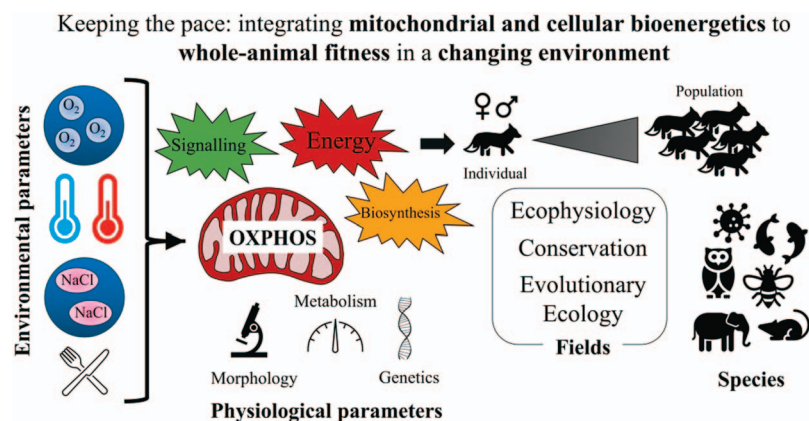 Keeping the pace: integrating mitochondrial and cellular bioenergetics to
whole-animal fitness in a changing environment
Environmental parameters
O2
O2
O2
NaCl
NaCl
Signalling
Energy
Biosynthesis
OXPHOS
Metabolism
Morphology
Genetics
Physiological parameters
Individual
Population
Ecophysiology
Conservation
Evolutionary
Ecology
Fields
Species